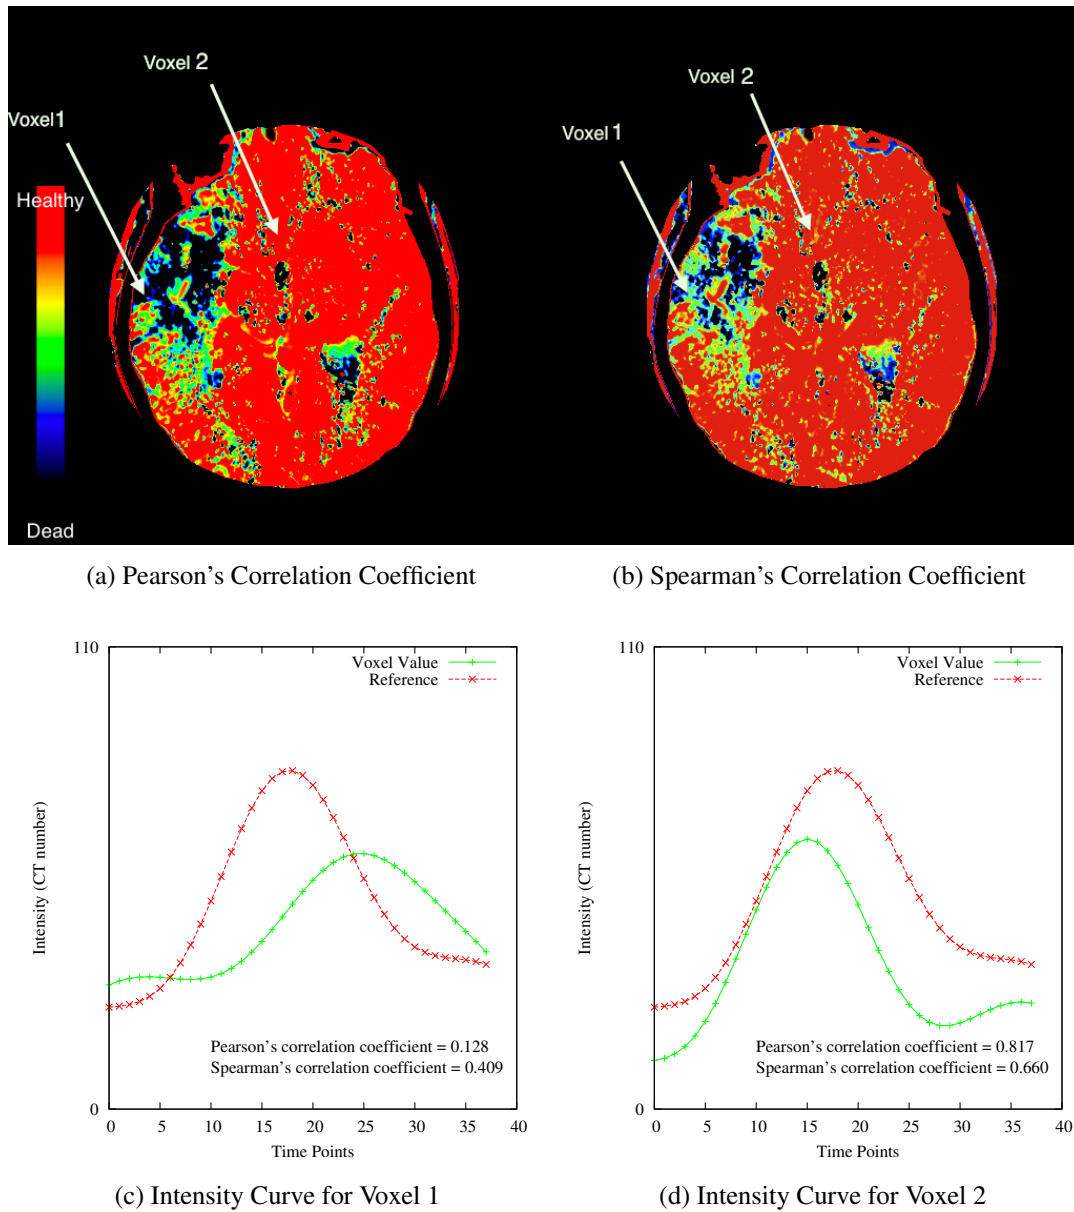 Voxel 2
Voxel 1
Healthy
Dead
Voxel 2
Voxel 1
(a) Pearson's Correlation Coefficient
(b) Spearman's Correlation Coefficient
110
Voxel Value
Reference
Intensity (CT number)
Pearson's correlation coefficient = 0.128
Spearman's correlation coefficient = 0.409
0
0 5 10 15 20 25 30 35 40
Time Points
(c) Intensity Curve for Voxel 1
110
Voxel Value
Reference
Intensity (CT number)
Pearson's correlation coefficient = 0.817
Spearman's correlation coefficient = 0.660
0
0 5 10 15 20 25 30 35 40
Time Points
(d) Intensity Curve for Voxel 2